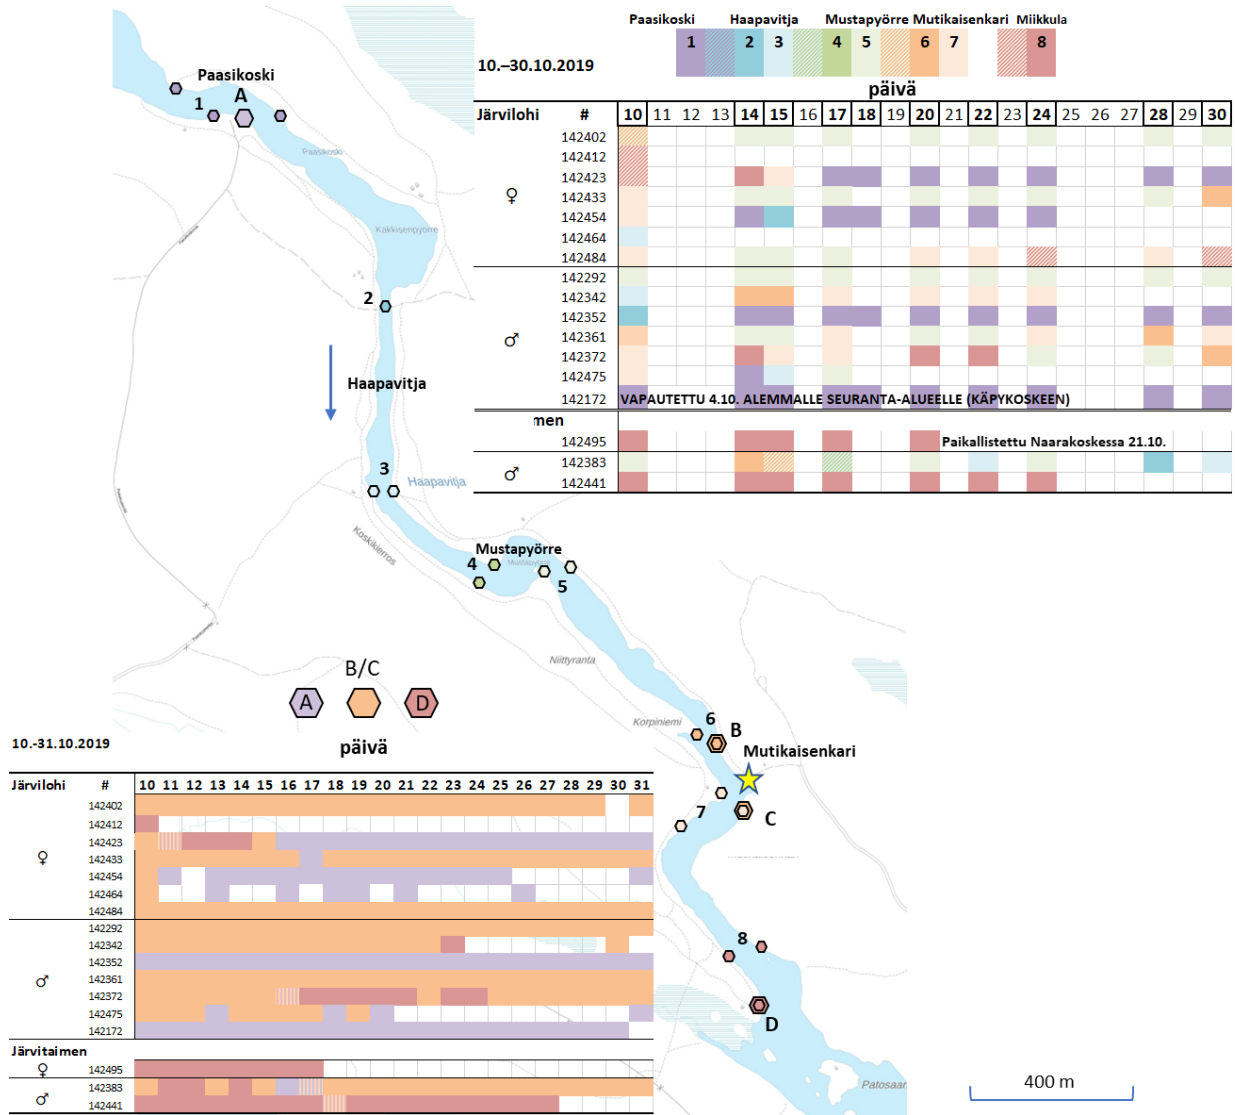 Paasikoski Haapavitja Mustapyörre Mutikaisenkari Miikkula
1 2 3 4 5 6 7 8
10.–30.10.2019
päivä
Järvilohi # 10 11 12 13 14 15 16 17 18 19 20 21 22 23 24 25 26 27 28 29 30
142402
142412
142423
♀ 142433
142454
142464
142484
142292
142342
142352
♂ 142361
142372
142475
142172 VAPAUTETTU 4.10. ALEMMALLE SEURANTA-ALUEELLE (KÄPYKOSKEEN)
men
142495 Paikallistettu Naarakoskessa 21.10.
142383
♂ 142441
Paasikoski
1 A
Paasikoski
Kakkisenpyörre
2
Haapavitja
3
Haapavitja
Koskikierros
Mustapyörre
4
5
Niittyranta
Korpiniemi
6 B
Mutikaisenkari
7 C
8
D
Patosaar
400 m
B/C
A D
10.-31.10.2019
päivä
Järvilohi # 10 11 12 13 14 15 16 17 18 19 20 21 22 23 24 25 26 27 28 29 30 31
142402
142412
142423
♀ 142433
142454
142464
142484
142292
142342
142352
♂ 142361
142372
142475
142172
Järvitaimen
♀ 142495
142383
♂ 142441